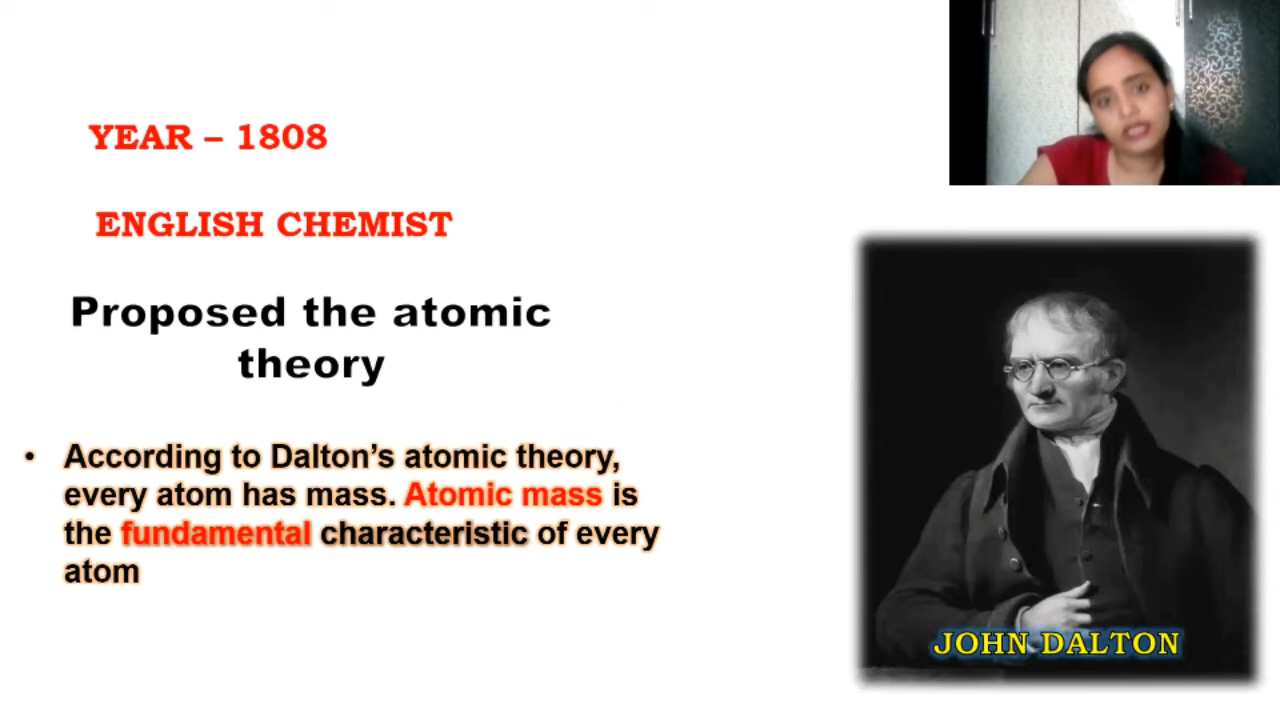 YEAR – 1808
ENGLISH CHEMIST
Proposed the atomic
theory
• According to Dalton’s atomic theory,
every atom has mass. Atomic mass is
the fundamental characteristic of every
atom
JOHN DALTON